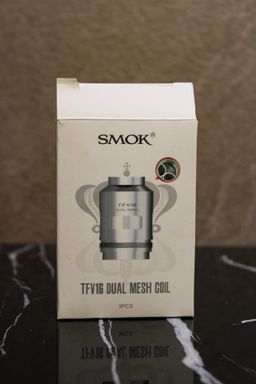 SMOK®
TFV16
DUAL MESH
TFV16 DUAL MESH COIL
3PCS